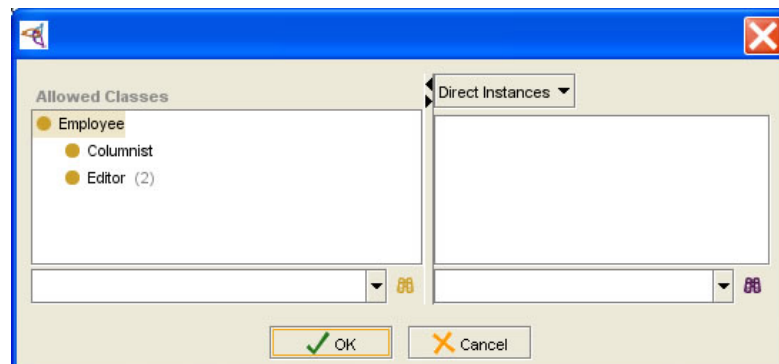 Allowed Classes
Direct Instances
Employee
Columnist
Editor (2)
OK
Cancel